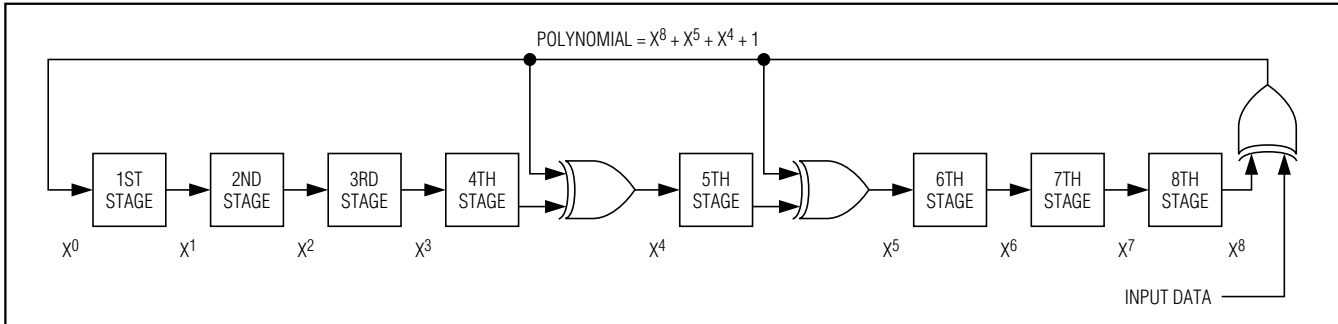 POLYNOMIAL = X⁸ + X⁵ + X⁴ + 1
1ST STAGE
2ND STAGE
3RD STAGE
4TH STAGE
5TH STAGE
6TH STAGE
7TH STAGE
8TH STAGE
X⁰
X¹
X²
X³
X⁴
X⁵
X⁶
X⁷
X⁸
INPUT DATA